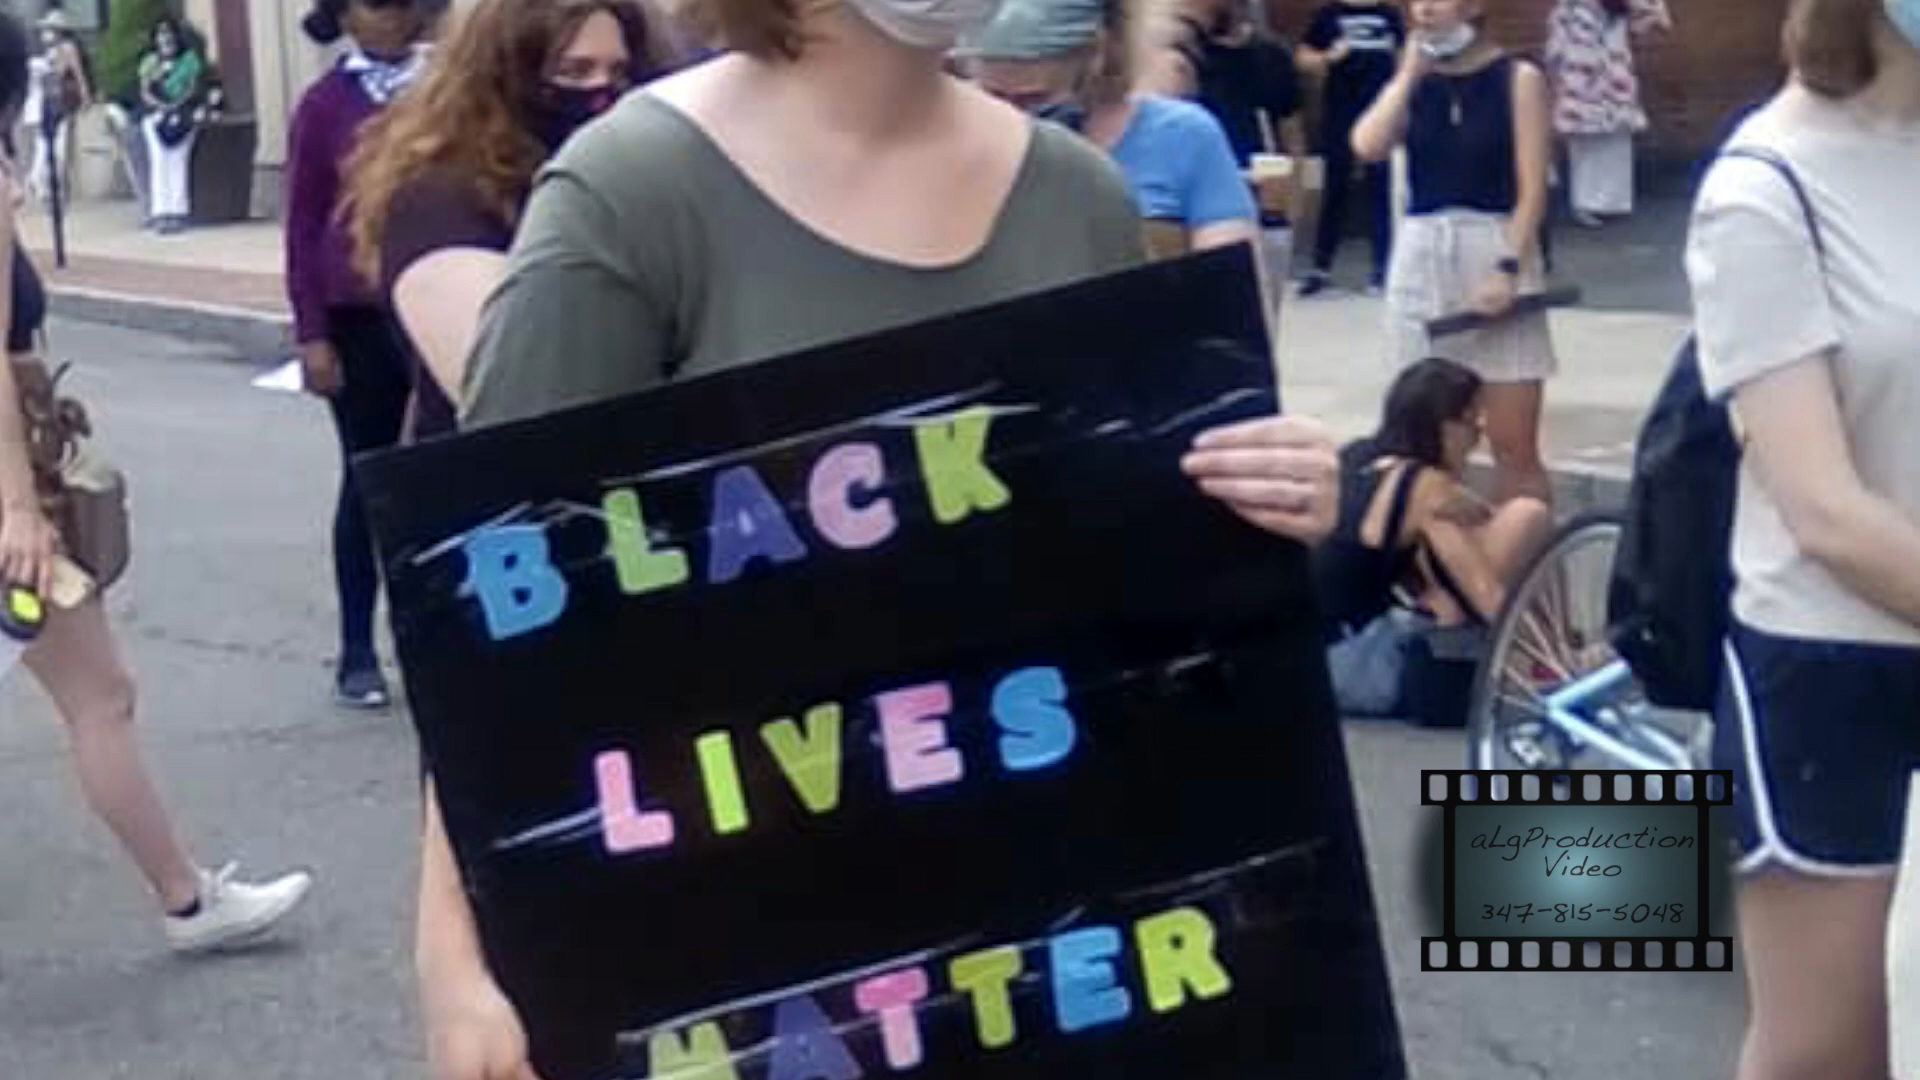 BLACK
LIVES
MATTER
aLgProduction
Video
347-815-5048